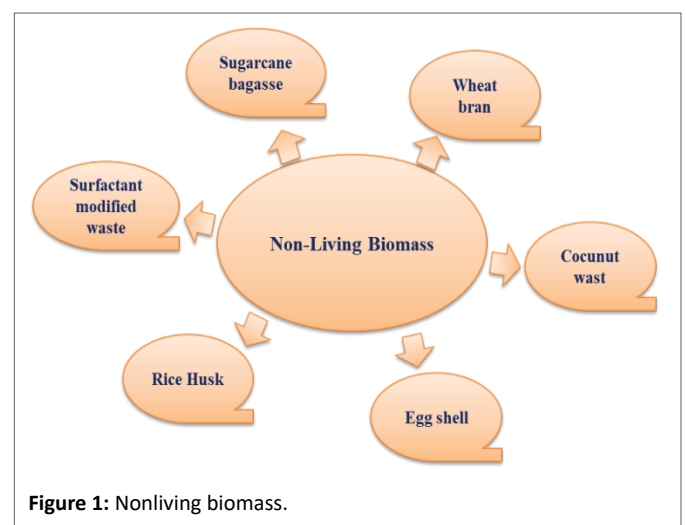 Sugarcane
bagasse
Wheat
bran
Surfactant
modified
waste
Non-Living Biomass
Cocunut
wast
Rice Husk
Egg shell
Figure 1: Nonliving biomass.